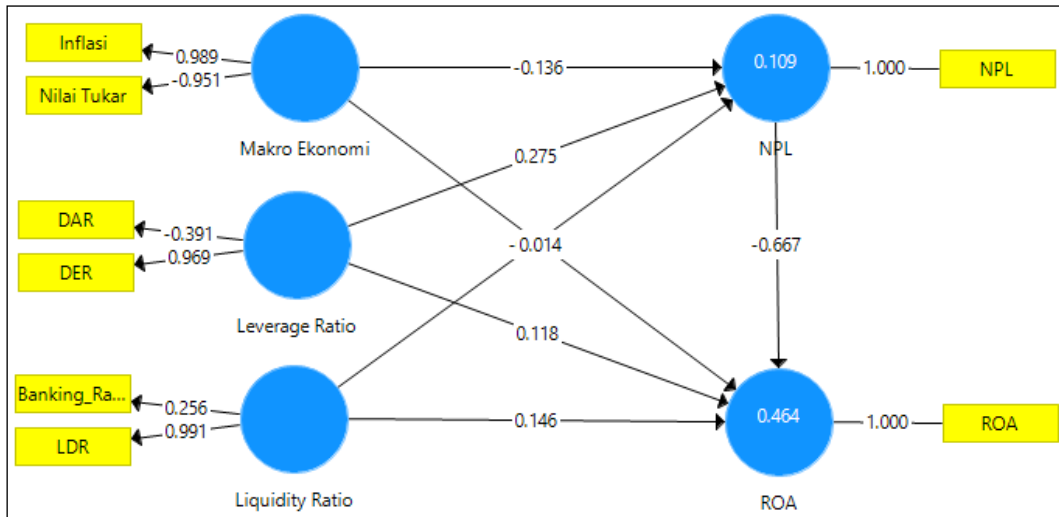 Inflasi
0.989
-0.951
Nilai Tukar
Makro Ekonomi
-0.136
0.109
1.000
NPL
NPL
0.275
DAR
-0.391
0.969
DER
Leverage Ratio
-0.014
-0.667
0.118
Banking_Ra...
0.256
0.991
LDR
Liquidity Ratio
0.146
0.464
1.000
ROA
ROA